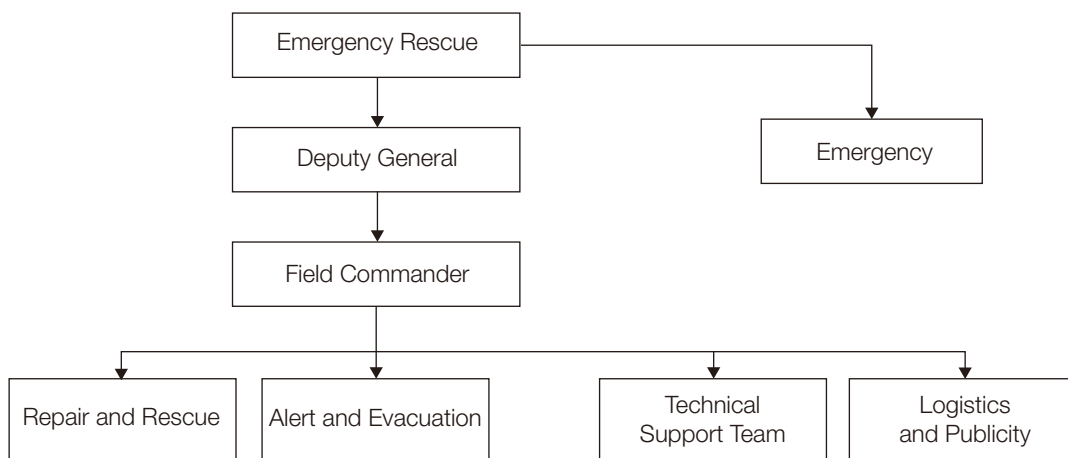 Emergency Rescue
Deputy General
Emergency
Field Commander
Repair and Rescue
Alert and Evacuation
Technical
Support Team
Logistics
and Publicity